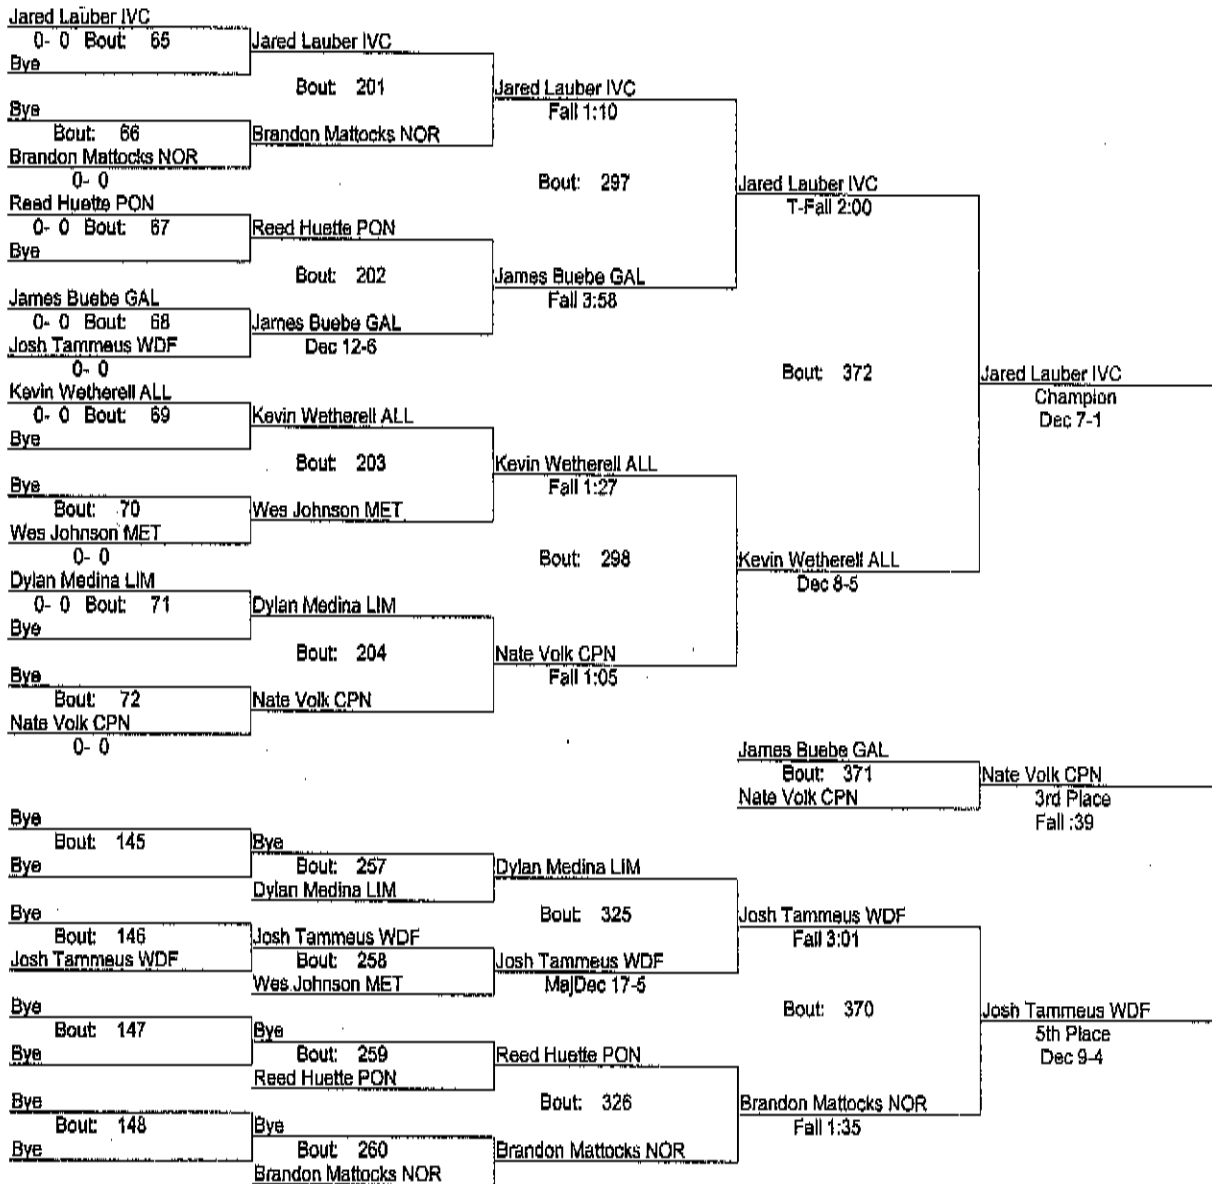 Jared Lauber IVC
0- 0 Bout: 65
Bye
Jared Lauber IVC
Bout: 201
Bye
Bout: 66
Brandon Mattocks NOR
0- 0
Brandon Mattocks NOR
Jared Lauber IVC
Fall 1:10
Bout: 297
Reed Huette PON
0- 0 Bout: 67
Bye
Reed Huette PON
Bout: 202
James Buebe GAL
0- 0 Bout: 68
Josh Tammeus WDF
0- 0
James Buebe GAL
Dec 12-6
James Buebe GAL
Fall 3:58
Jared Lauber IVC
T-Fall 2:00
Bout: 372
Jared Lauber IVC
Champion
Dec 7-1
Kevin Wetherell ALL
0- 0 Bout: 69
Bye
Kevin Wetherell ALL
Bout: 203
Bye
Bout: 70
Wes Johnson MET
0- 0
Wes Johnson MET
Kevin Wetherell ALL
Fall 1:27
Bout: 298
Kevin Wetherell ALL
Dec 8-5
Dylan Medina LIM
0- 0 Bout: 71
Bye
Dylan Medina LIM
Bout: 204
Bye
Bout: 72
Nate Volk CPN
0- 0
Nate Volk CPN
Nate Volk CPN
Fall 1:05
James Buebe GAL
Bout: 371
Nate Volk CPN
Nate Volk CPN
3rd Place
Fall :39
Bye
Bout: 145
Bye
Bye
Bout: 257
Dylan Medina LIM
Dylan Medina LIM
Bout: 325
Bye
Bout: 146
Josh Tammeus WDF
Josh Tammeus WDF
Bout: 258
Wes Johnson MET
Josh Tammeus WDF
MajDec 17-5
Josh Tammeus WDF
Fall 3:01
Bout: 370
Josh Tammeus WDF
5th Place
Dec 9-4
Bye
Bout: 147
Bye
Bye
Bout: 259
Reed Huette PON
Reed Huette PON
Bout: 326
Bye
Bout: 148
Bye
Bye
Bout: 260
Brandon Mattocks NOR
Brandon Mattocks NOR
Brandon Mattocks NOR
Fall 1:35